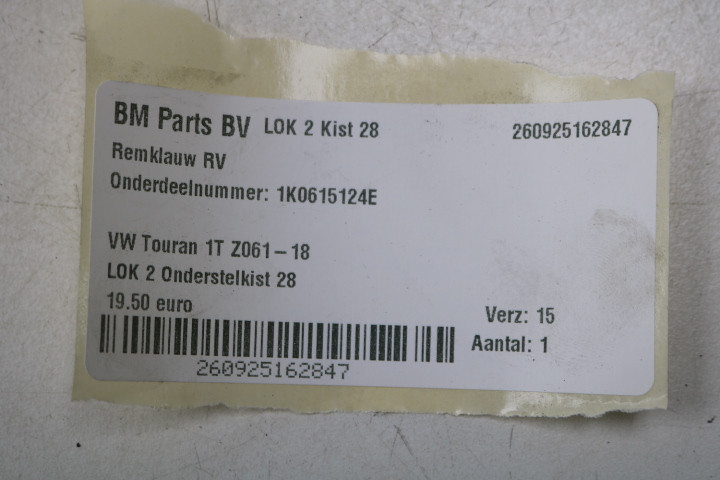 BM Parts BV LOK 2 Kist 28 260925162847
Remklauw RV
Onderdeelnummer: 1K0615124E
VW Touran 1T Z061-18
LOK 2 Onderstelkist 28
19.50 euro
Verz: 15
Aantal: 1
260925162847